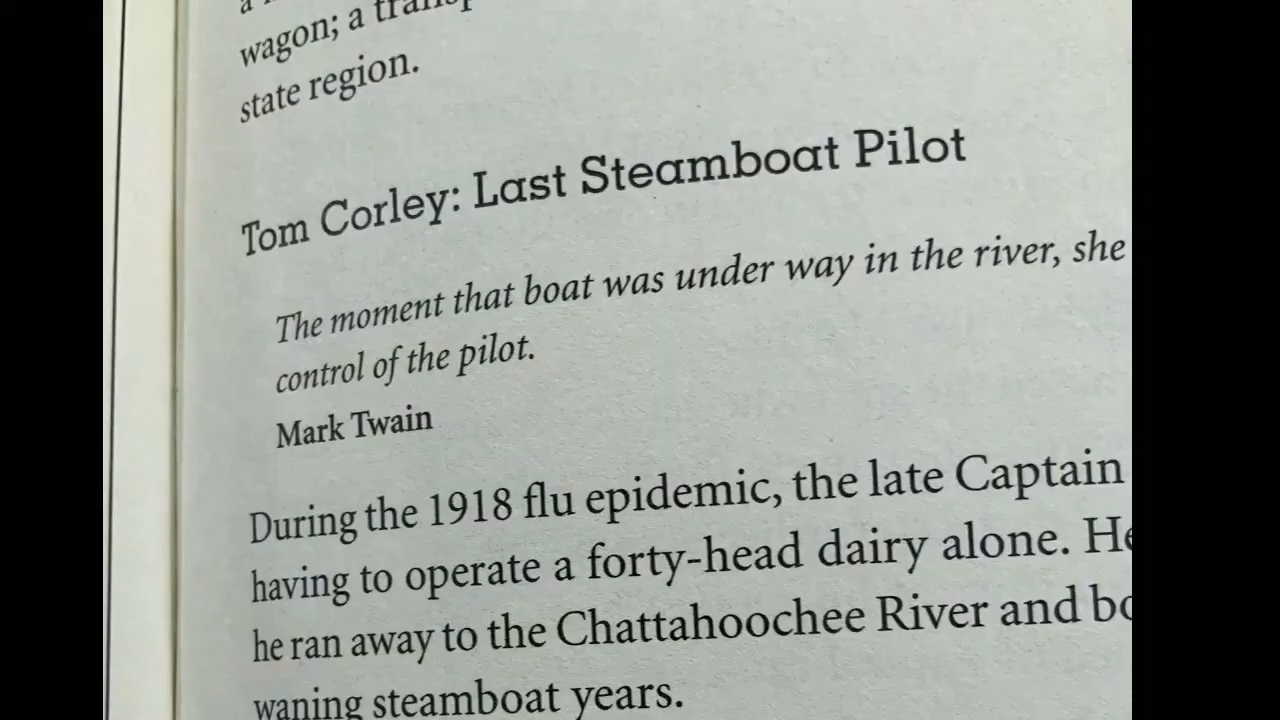 wagon; a
state region.
Tom Corley: Last Steamboat Pilot
The moment that boat was under way in the river, she
control of the pilot.
Mark Twain
During the 1918 flu epidemic, the late Captain
having to operate a forty-head dairy alone. He
he ran away to the Chattahoochee River and
waning steamboat years.